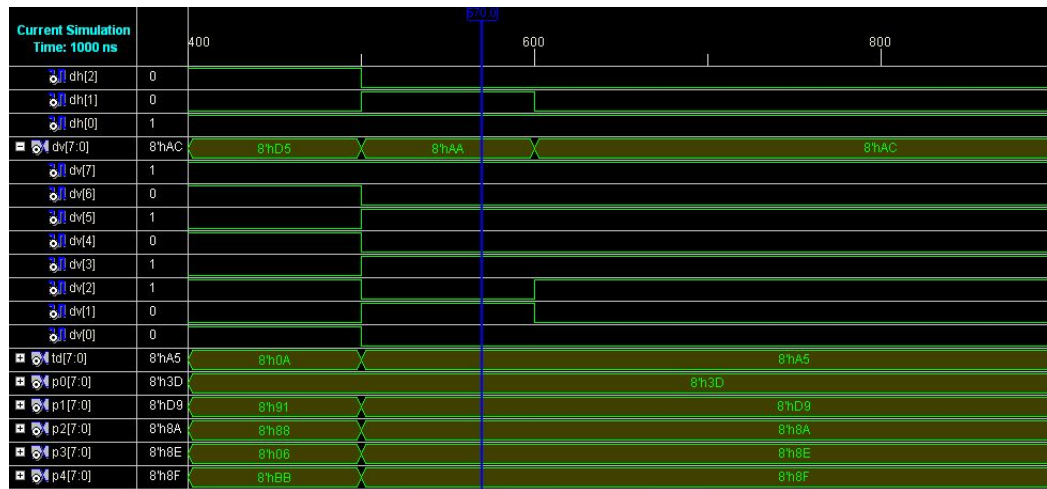 570.0
Current Simulation
Time: 1000 ns
400 600 800
dh[2] 0
dh[1] 0
dh[0] 1
dv[7:0] 8'hAC 8'hD5 8'hAA 8'hAC
dv[7] 1
dv[6] 0
dv[5] 1
dv[4] 0
dv[3] 1
dv[2] 1
dv[1] 0
dv[0] 0
td[7:0] 8'hA5 8'h0A 8'hA5
p0[7:0] 8'h3D 8'h3D
p1[7:0] 8'hD9 8'h91 8'hD9
p2[7:0] 8'h8A 8'h88 8'h8A
p3[7:0] 8'h8E 8'h06 8'h8E
p4[7:0] 8'h8F 8'hBB 8'h8F